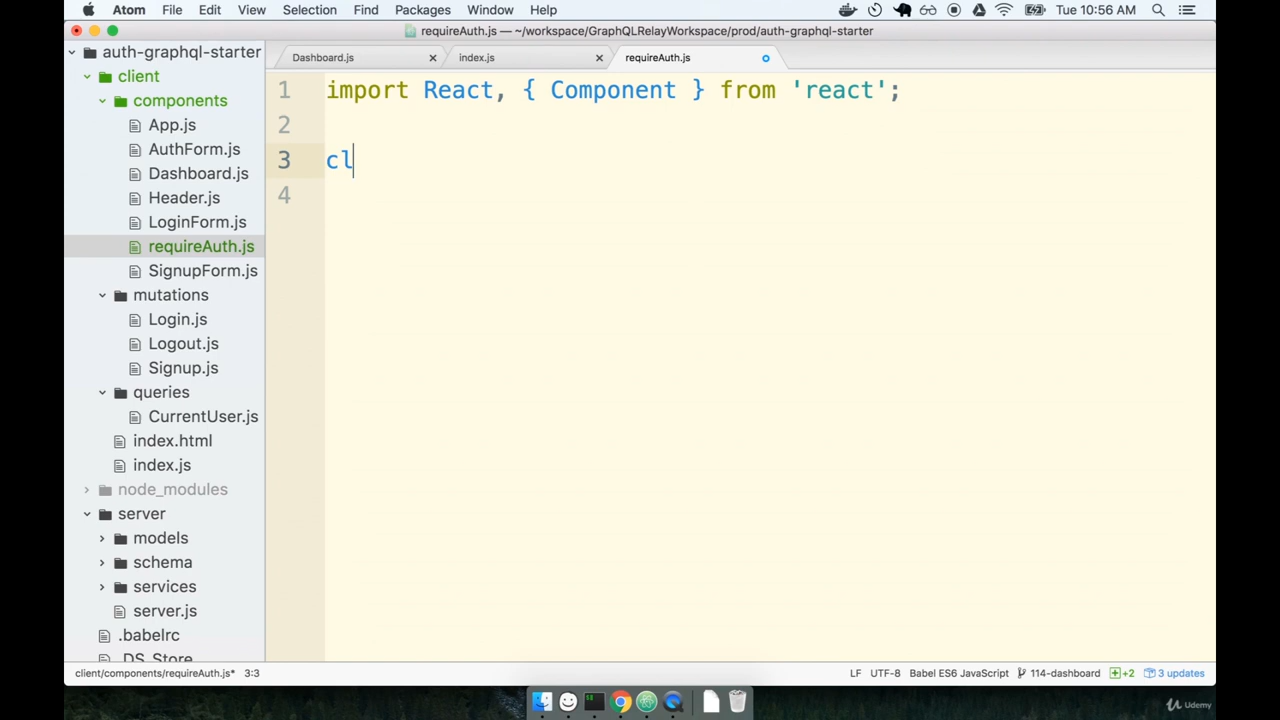 Atom File Edit View Selection Find Packages Window Help Tue 10:56 AM
requireAuth.js — ~/workspace/GraphQLRelayWorkspace/prod/auth-graphql-starter
auth-graphql-starter
Dashboard.js
index.js
requireAuth.js
client
components
App.js
AuthForm.js
Dashboard.js
Header.js
LoginForm.js
requireAuth.js
SignupForm.js
mutations
Login.js
Logout.js
Signup.js
queries
CurrentUser.js
index.html
index.js
node_modules
server
models
schema
services
server.js
.babelrc
.DS_Store
1 import React, { Component } from 'react';
2
3 cl
4
client/components/requireAuth.js* 3:3 LF UTF-8 Babel ES6 JavaScript 114-dashboard +2 3 updates
Udemy